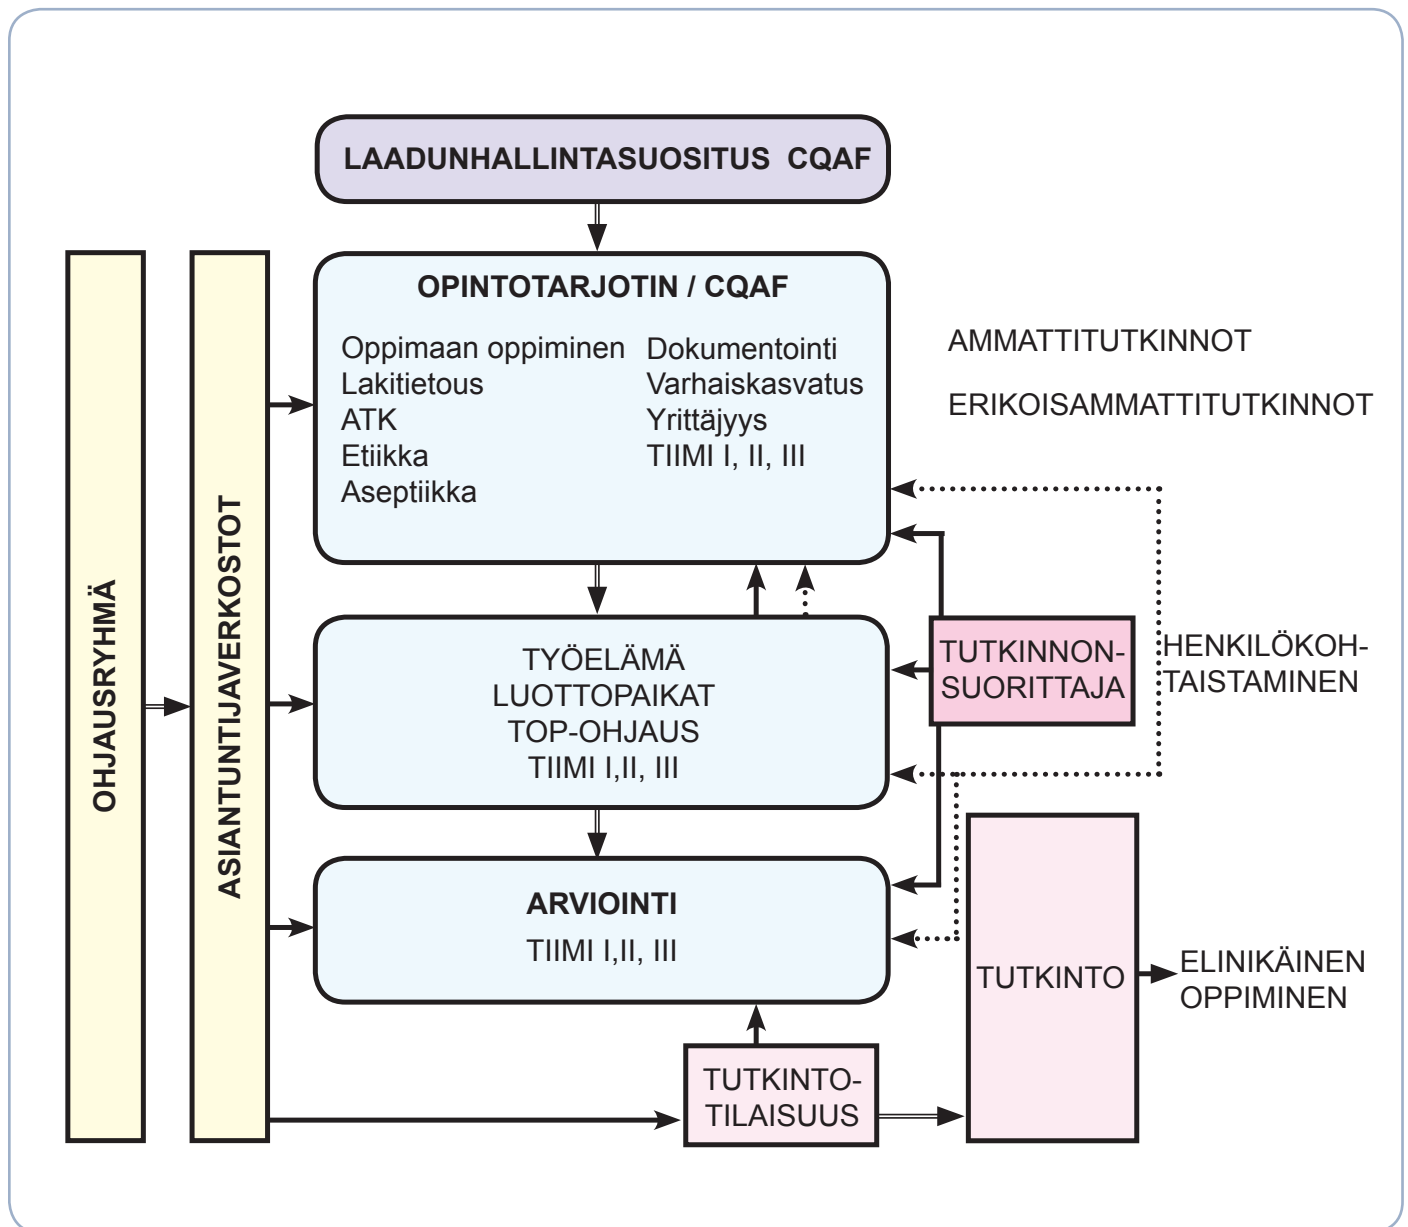 LAADUNHALLINTASUOSITUS CQAF
OHJAUSRYHMÄ
ASIANTUNTIJAVERKOSTOT
OPINTOTARJOTIN / CQAF
Oppimaan oppiminen
Lakitietous
ATK
Etiikka
Aseptiikka
Dokumentointi
Varhaiskasvatus
Yrittäjyys
TIIMI I, II, III
AMMATTITUTKINNOT
ERIKOISAMMATTITUTKINNOT
TYÖELÄMÄ
LUOTTOPAIKAT
TOP-OHJAUS
TIIMI I,II, III
TUTKINNON-
SUORITTAJA
HENKILÖKOH-
TAISTAMINEN
ARVIOINTI
TIIMI I,II, III
TUTKINTO-
TILAISUUS
TUTKINTO
ELINIKÄINEN
OPPIMINEN